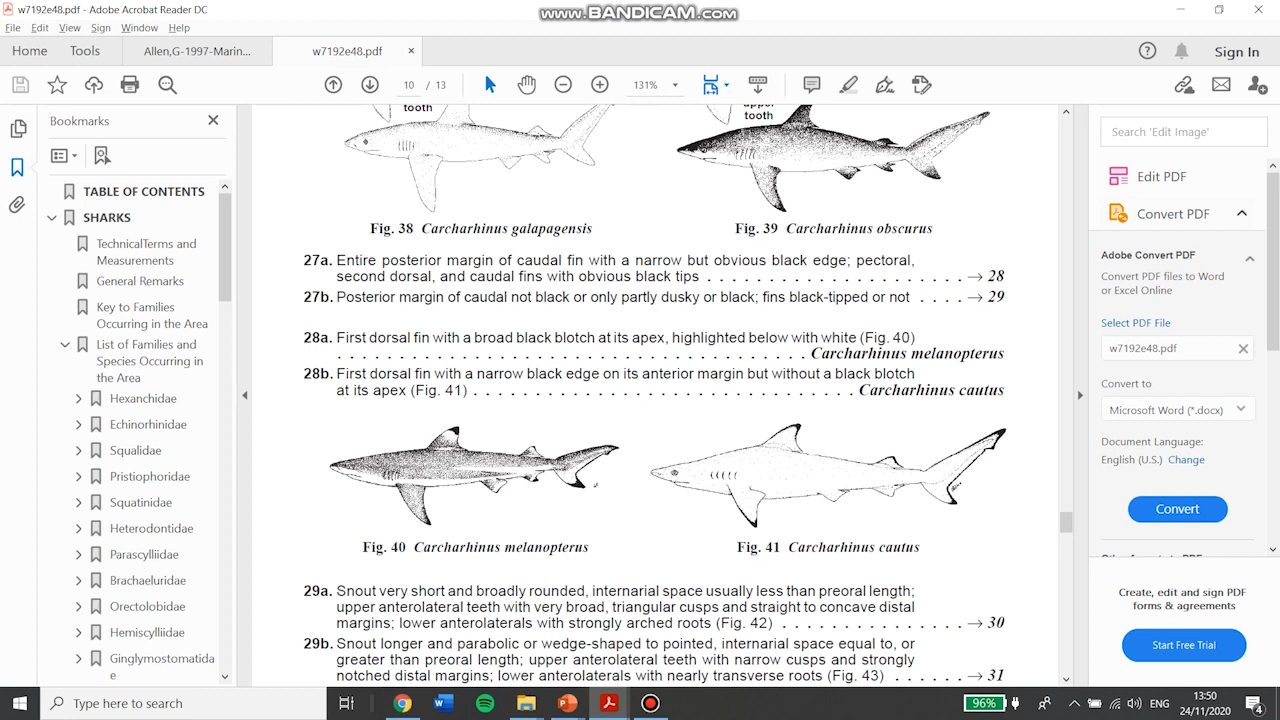 w7192e48.pdf - Adobe Acrobat Reader DC
www.BANDICAM.com
File Edit View Sign Window Help
Home Tools Allen,G-1997-Marin... w7192e48.pdf × Sign In
10 / 13 131%
Bookmarks
TABLE OF CONTENTS
SHARKS
TechnicalTerms and
Measurements
General Remarks
Key to Families
Occurring in the Area
List of Families and
Species Occurring in
the Area
Hexanchidae
Echinorhinidae
Squalidae
Pristiophoridae
Squatinidae
Heterodontidae
Parascylliidae
Brachaeluridae
Orectolobidae
Hemiscylliidae
Ginglymostomatida
e
tooth
upper
tooth
Fig. 38 Carcharhinus galapagensis
Fig. 39 Carcharhinus obscurus
27a. Entire posterior margin of caudal fin with a narrow but obvious black edge; pectoral,
second dorsal, and caudal fins with obvious black tips . . . . . . . . . . . . . . . . . . . . . → 28
27b. Posterior margin of caudal not black or only partly dusky or black; fins black-tipped or not . . . . → 29
28a. First dorsal fin with a broad black blotch at its apex, highlighted below with white (Fig. 40)
. . . . . . . . . . . . . . . . . . . . . . . . . . . . . . . . . . . . . Carcharhinus melanopterus
28b. First dorsal fin with a narrow black edge on its anterior margin but without a black blotch
at its apex (Fig. 41) . . . . . . . . . . . . . . . . . . . . . . . . . . . . . Carcharhinus cautus
Fig. 40 Carcharhinus melanopterus
Fig. 41 Carcharhinus cautus
29a. Snout very short and broadly rounded, internarial space usually less than preoral length;
upper anterolateral teeth with very broad, triangular cusps and straight to concave distal
margins; lower anterolaterals with strongly arched roots (Fig. 42) . . . . . . . . . . . . . . → 30
29b. Snout longer and parabolic or wedge-shaped to pointed, internarial space equal to, or
greater than preoral length; upper anterolateral teeth with narrow cusps and strongly
notched distal margins; lower anterolaterals with nearly transverse roots (Fig. 43) . . . . . . → 31
Search 'Edit Image'
Edit PDF
Convert PDF
Adobe Convert PDF
Convert PDF files to Word
or Excel Online
Select PDF File
w7192e48.pdf
Convert to
Microsoft Word (*.docx)
Document Language:
English (U.S.) Change
Convert
Create, edit and sign PDF
forms & agreements
Start Free Trial
Type here to search
96%
ENG
13:50
24/11/2020
4